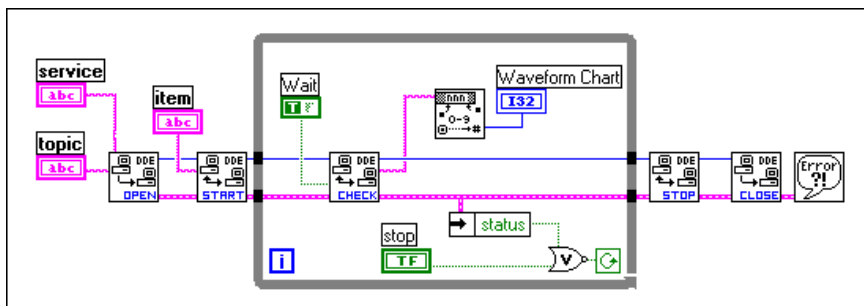 service
abc
topic
abc
item
abc
DDE
OPEN
DDE
START
Wait
T F
DDE
CHECK
nnn
0-9
#
Waveform Chart
I32
status
stop
TF
V
i
DDE
STOP
DDE
CLOSE
Error
?!